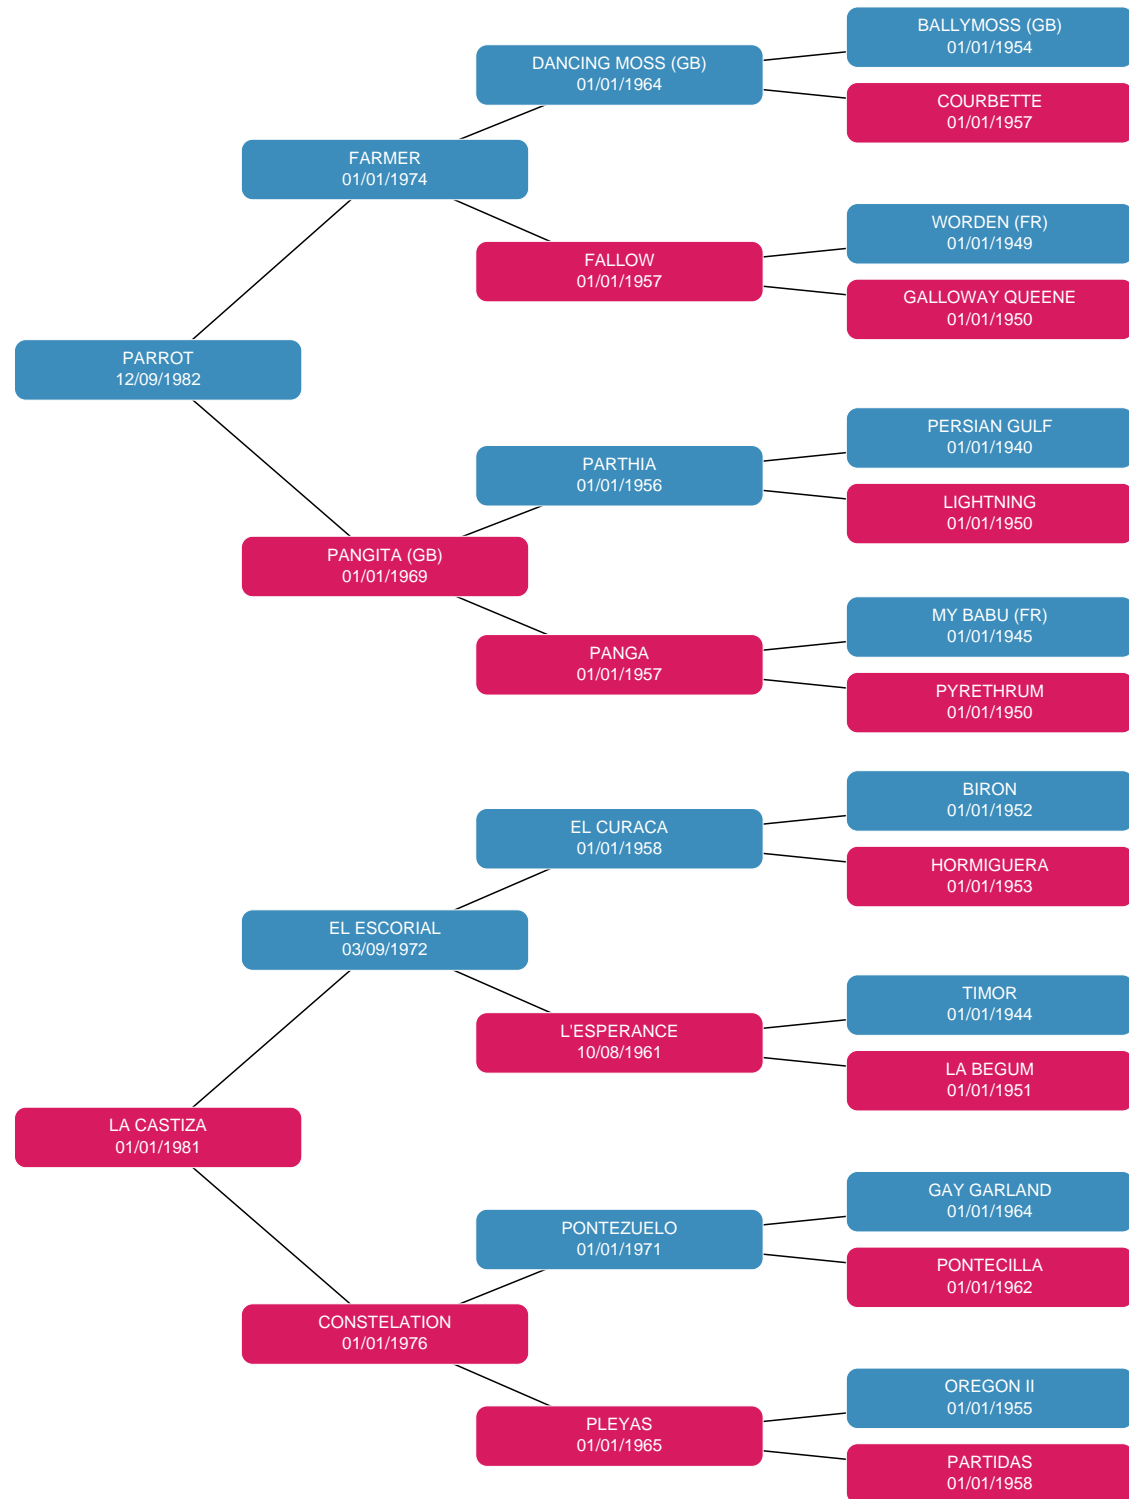 BALLYMOSS (GB)
01/01/1954
DANCING MOSS (GB)
01/01/1964
COURBETTE
01/01/1957
FARMER
01/01/1974
WORDEN (FR)
01/01/1949
FALLOW
01/01/1957
GALLOWAY QUEENE
01/01/1950
PARROT
12/09/1982
PERSIAN GULF
01/01/1940
PARTHIA
01/01/1956
LIGHTNING
01/01/1950
PANGITA (GB)
01/01/1969
MY BABU (FR)
01/01/1945
PANGA
01/01/1957
PYRETHRUM
01/01/1950
BIRON
01/01/1952
EL CURACA
01/01/1958
HORMIGUERA
01/01/1953
EL ESCORIAL
03/09/1972
TIMOR
01/01/1944
L'ESPERANCE
10/08/1961
LA BEGUM
01/01/1951
LA CASTIZA
01/01/1981
GAY GARLAND
01/01/1964
PONTEZUELO
01/01/1971
PONTECILLA
01/01/1962
CONSTELATION
01/01/1976
OREGON II
01/01/1955
PLEYAS
01/01/1965
PARTIDAS
01/01/1958